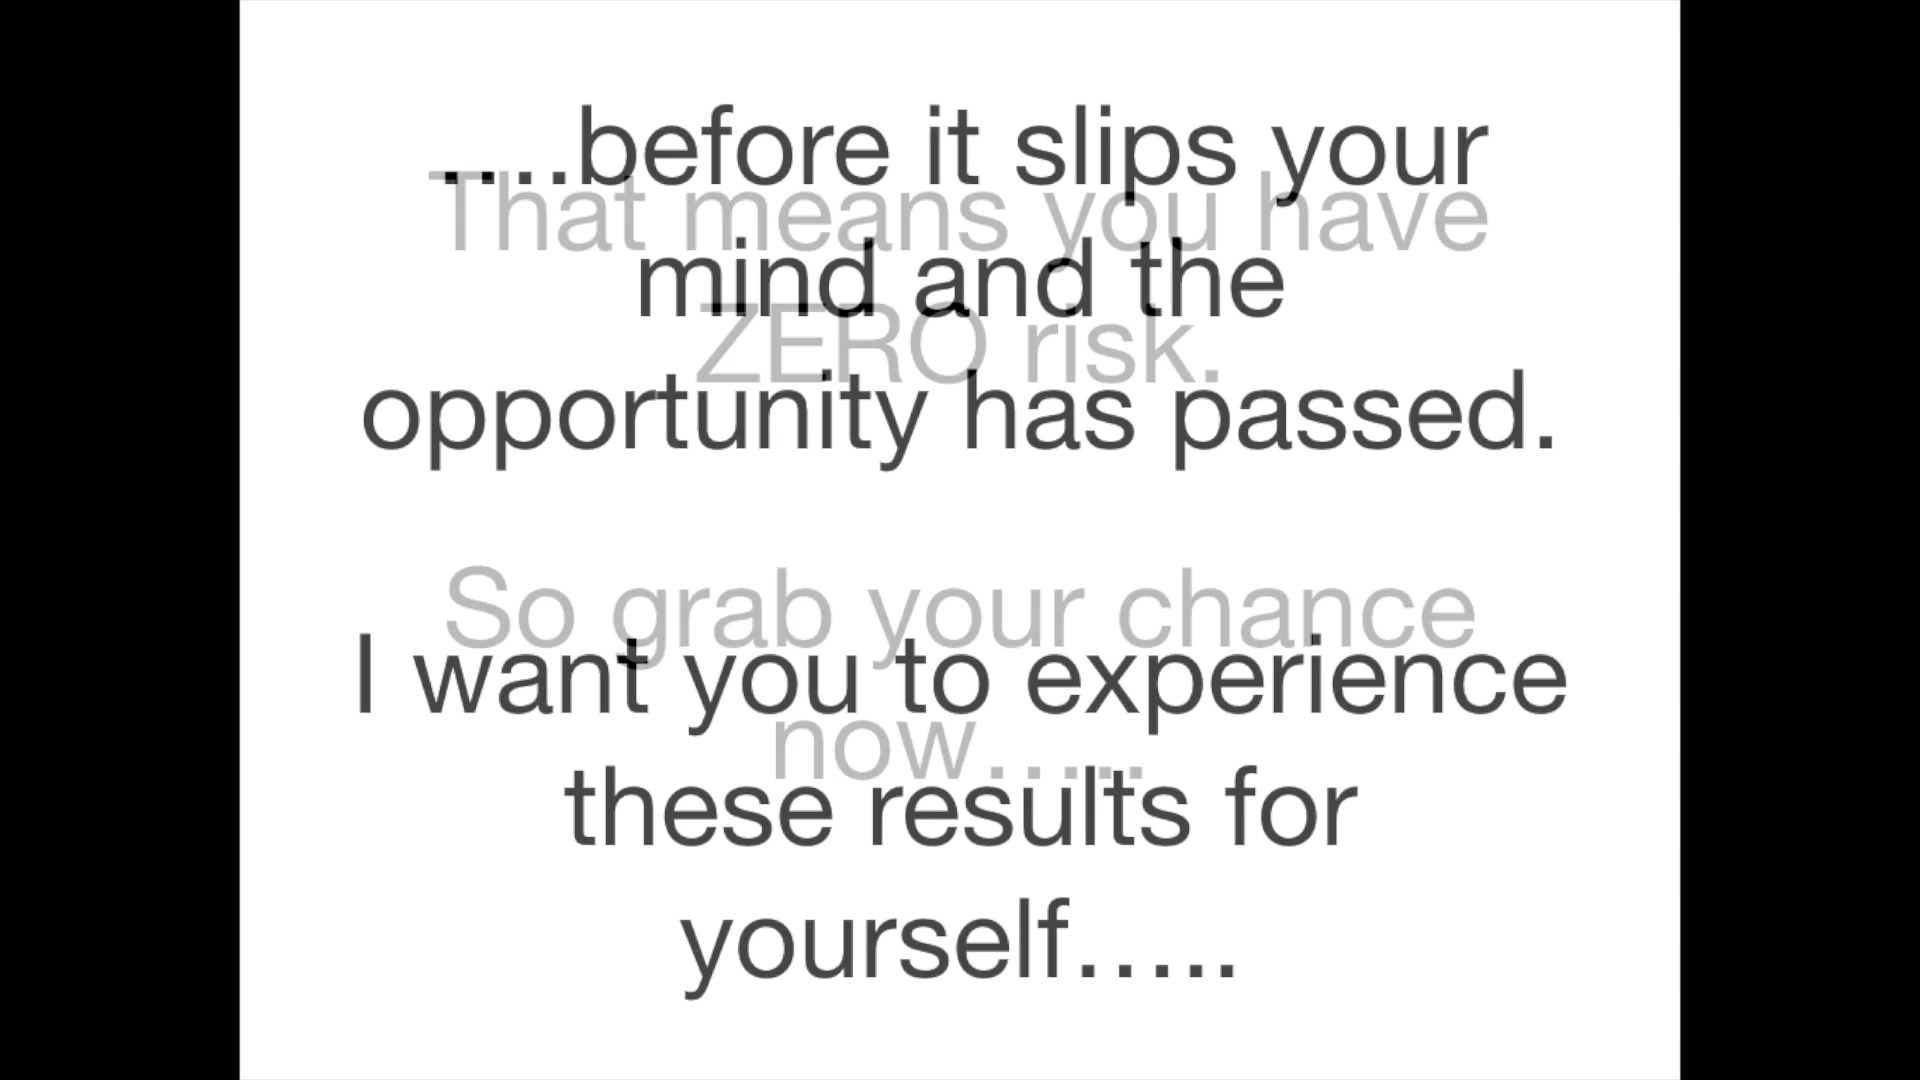 ....before it slips your
That means you have
mind and the
ZERO risk.
opportunity has passed.
So grab your chance
I want you to experience
now.....
these results for
yourself.....